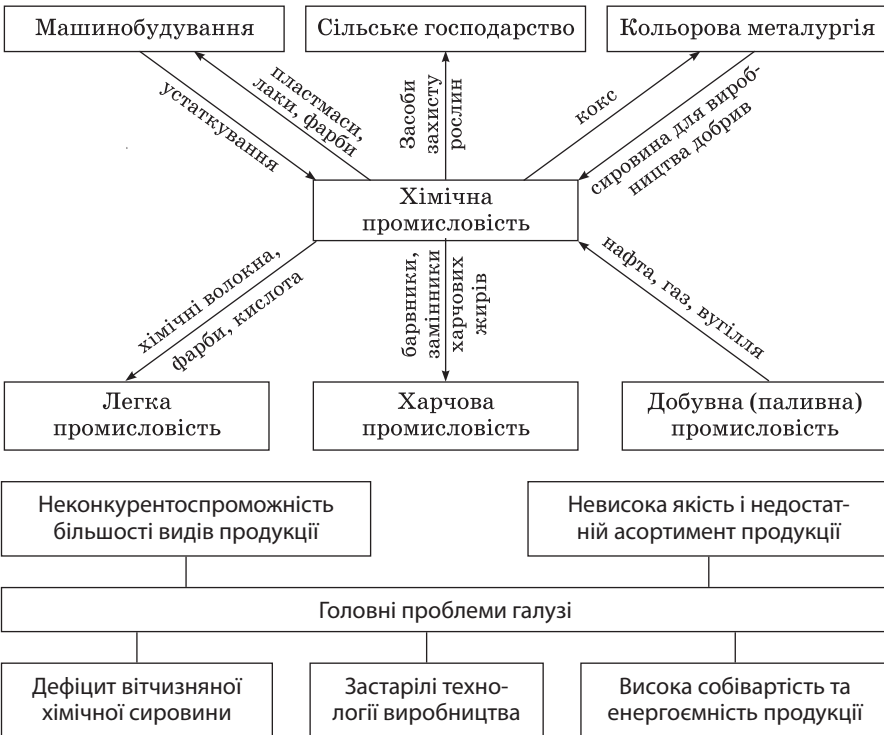 Машинобудування
Сільське господарство
Кольорова металургія
устаткування
пластмаси,
лаки, фарби
Засоби
захисту
рослин
кокс
сировина для вироб-
ництва добрив
Хімічна
промисловість
хімічні волокна,
фарби, кислота
барвники,
замінники
харчових
жирів
нафта, газ, вугілля
Легка
промисловість
Харчова
промисловість
Добувна (паливна)
промисловість
Неконкурентоспроможність
більшості видів продукції
Невисока якість і недостат-
ній асортимент продукції
Головні проблеми галузі
Дефіцит вітчизняної
хімічної сировини
Застарілі техно-
логії виробництва
Висока собівартість та
енергоємність продукції